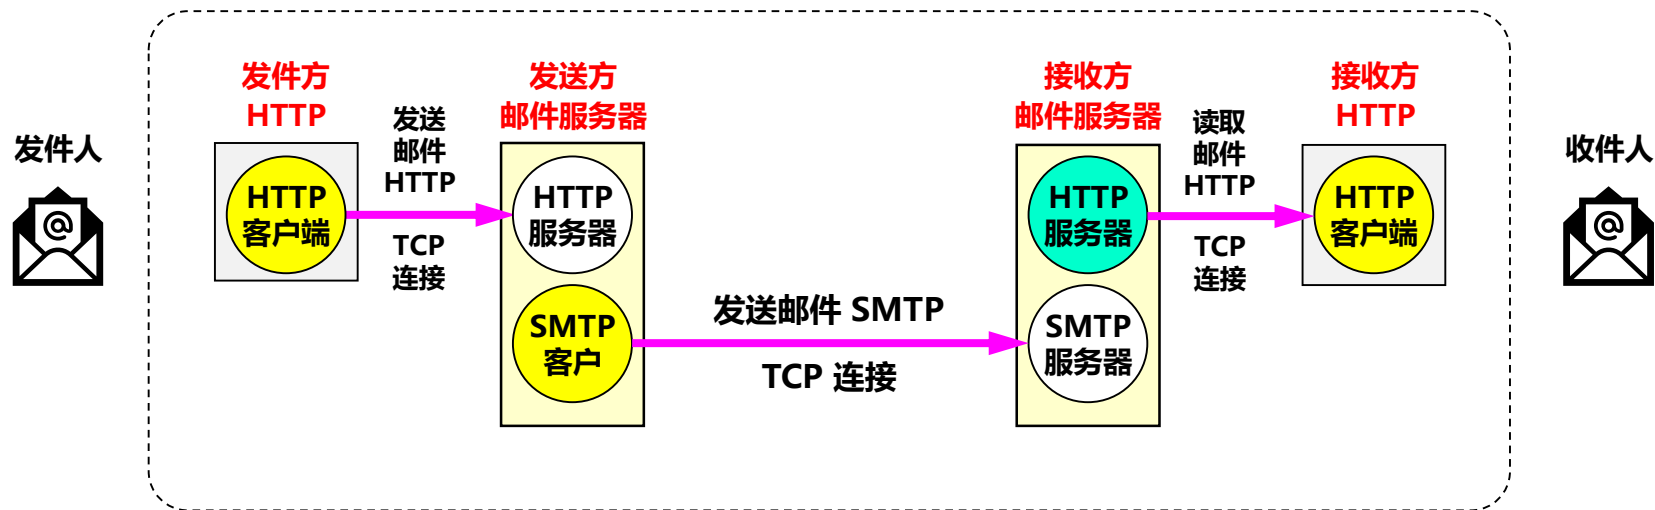 发件人
@
发件方
HTTP
HTTP
客户端
发送
邮件
HTTP
TCP
连接
发送方
邮件服务器
HTTP
服务器
SMTP
客户
发送邮件 SMTP
TCP 连接
接收方
邮件服务器
HTTP
服务器
SMTP
服务器
读取
邮件
HTTP
TCP
连接
接收方
HTTP
HTTP
客户端
收件人
@